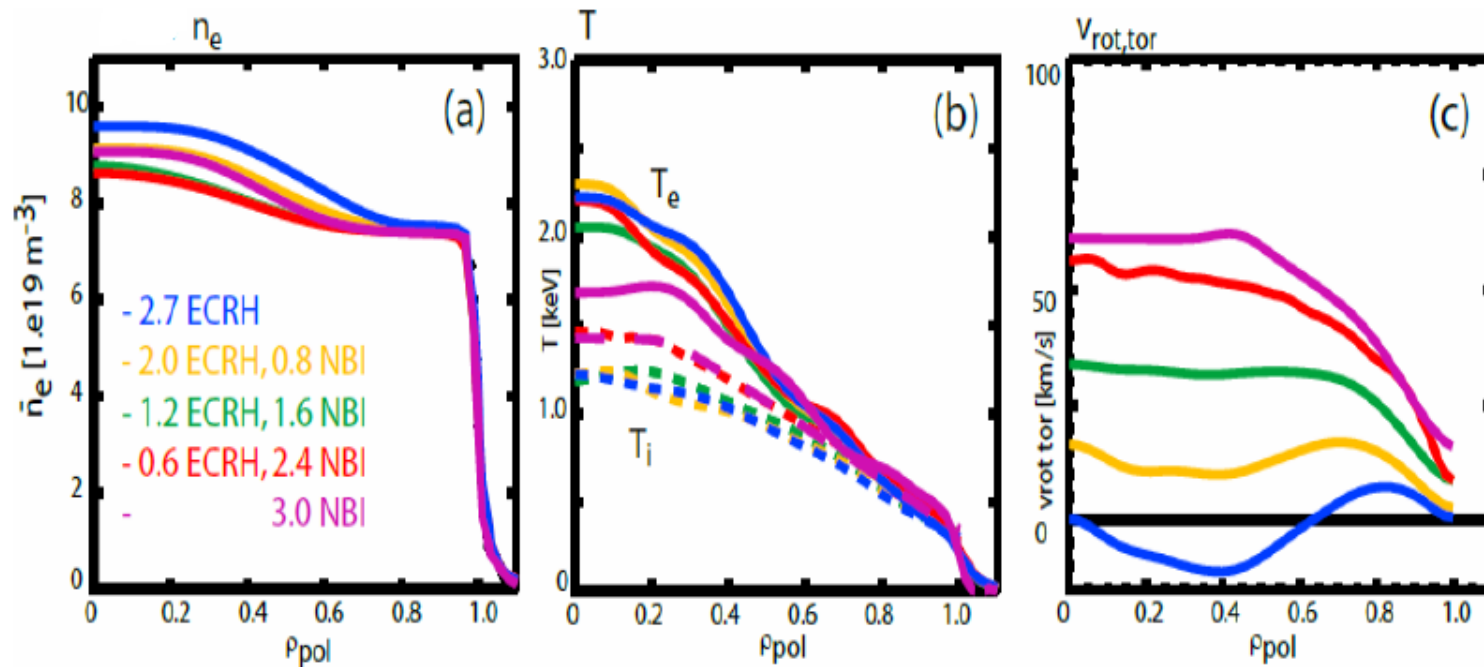 n_e
(a)
n̄_e [1.e19 m⁻³]
10
8
6
4
2
0
- 2.7 ECRH
- 2.0 ECRH, 0.8 NBI
- 1.2 ECRH, 1.6 NBI
- 0.6 ECRH, 2.4 NBI
- 3.0 NBI
0 0.2 0.4 0.6 0.8 1.0
ρ_pol
T
(b)
T [keV]
3.0
2.0
1.0
0
T_e
T_i
0 0.2 0.4 0.6 0.8 1.0
ρ_pol
v_rot,tor
(c)
vrot tor [km/s]
100
50
0
0 0.2 0.4 0.6 0.8 1.0
ρ_pol